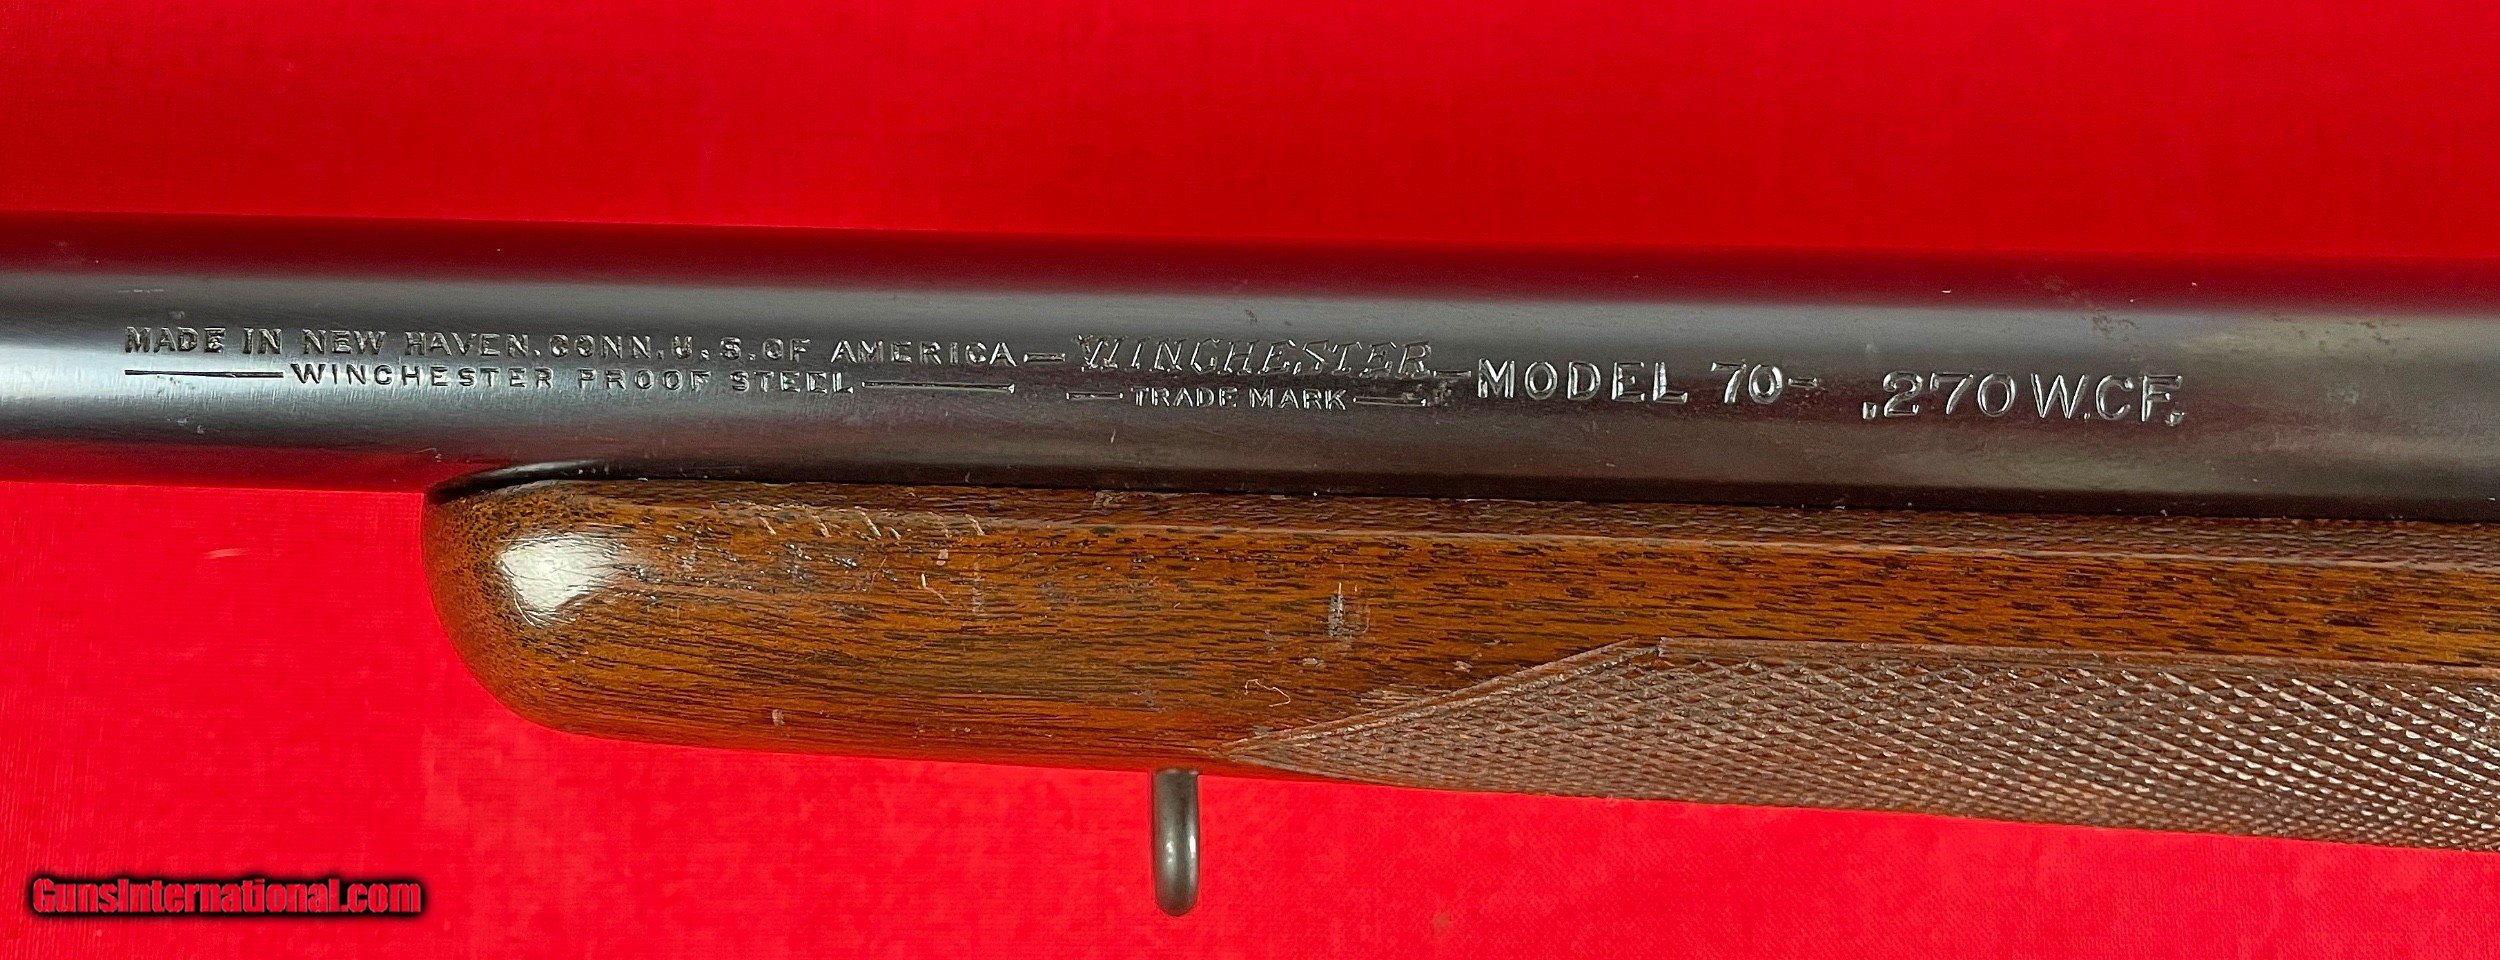 MADE IN NEW HAVEN. CONN. U.S. OF AMERICA — WINCHESTER — MODEL 70 - .270 W.C.F.
WINCHESTER PROOF STEEL — TRADE MARK
GunsInternational.com